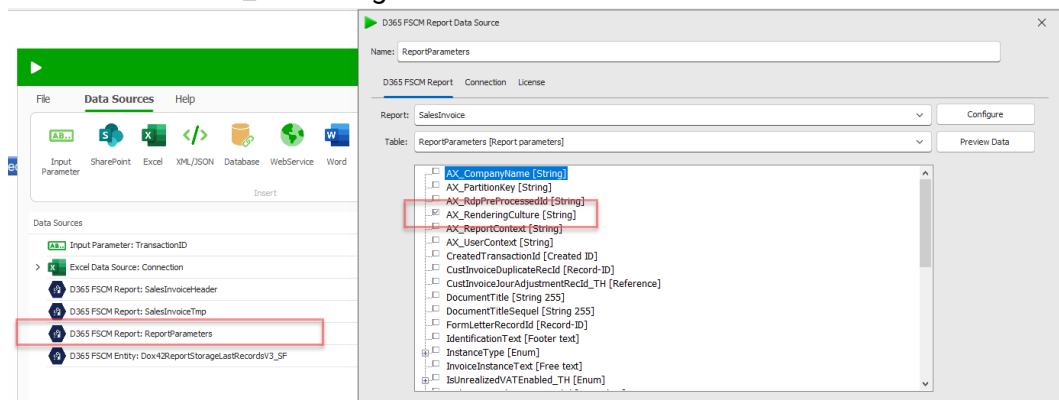 D365 FSCM Report Data Source
Name: ReportParameters
D365 FSCM Report Connection License
Report: SalesInvoice Configure
Table: ReportParameters [Report parameters] Preview Data
AX_CompanyName [String]
AX_PartitionKey [String]
AX_RdpPreProcessedId [String]
AX_RenderingCulture [String]
AX_ReportContext [String]
AX_UserContext [String]
CreatedTransactionId [Created ID]
CustInvoiceDuplicateRecId [Record-ID]
CustInvoiceJourAdjustmentRecId_TH [Reference]
DocumentTitle [String 255]
DocumentTitleSequel [String 255]
FormLetterRecordId [Record-ID]
IdentificationText [Footer text]
InstanceType [Enum]
InvoiceInstanceText [Free text]
IsUnrealizedVATEnabled_TH [Enum]
File Data Sources Help
AB..
Input Parameter
SharePoint
Excel
XML/JSON
Database
WebService
Word
Insert
Data Sources
AB.. Input Parameter: TransactionID
Excel Data Source: Connection
D365 FSCM Report: SalesInvoiceHeader
D365 FSCM Report: SalesInvoiceTmp
D365 FSCM Report: ReportParameters
D365 FSCM Entity: Dox42ReportStorageLastRecordsV3_SF